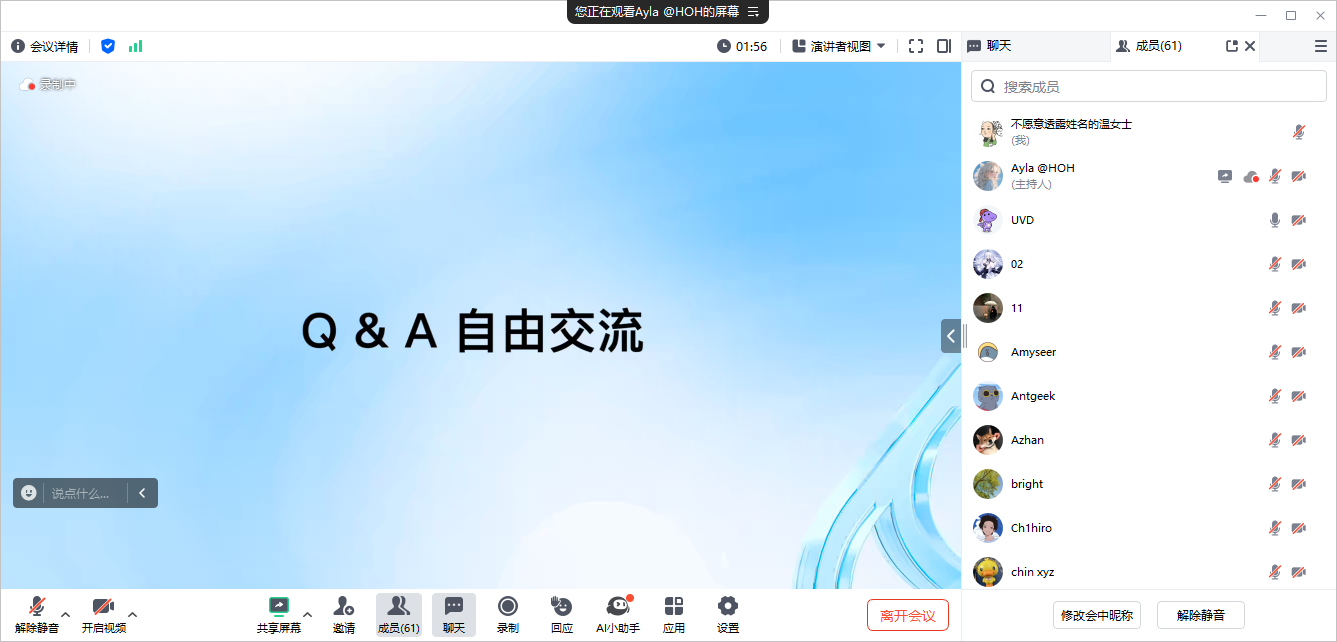 您正在观看Ayla @HOH的屏幕
会议详情
01:56
演讲者视图
聊天
成员(61)
录制中
搜索成员
不愿意透露姓名的温女士
(我)
Ayla @HOH
(主持人)
UVD
02
11
Amyseer
Antgeek
Azhan
bright
Ch1hiro
chin xyz
Q & A 自由交流
说点什么...
解除静音
开启视频
共享屏幕
邀请
成员(61)
聊天
录制
回应
AI小助手
应用
设置
离开会议
修改会中昵称
解除静音